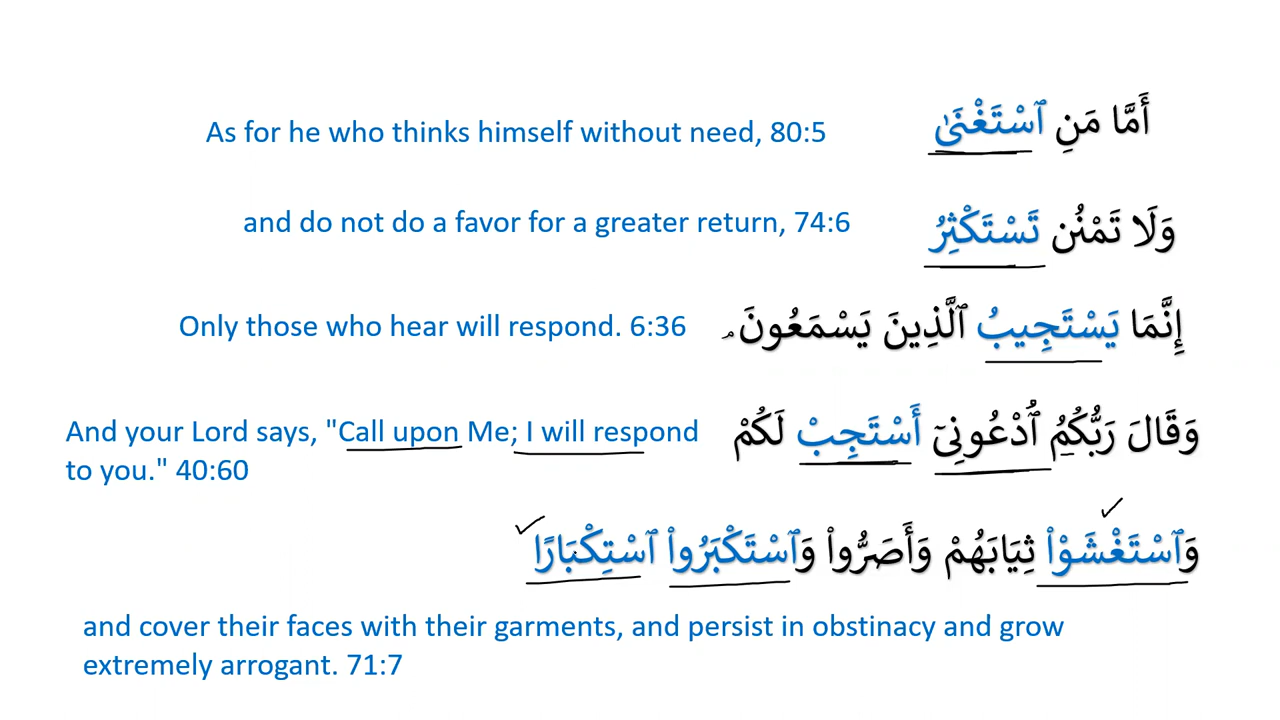 As for he who thinks himself without need, 80:5
أَمَّا مَنِ ٱسْتَغْنَىٰ
and do not do a favor for a greater return, 74:6
وَلَا تَمْنُن تَسْتَكْثِرُ
Only those who hear will respond. 6:36
إِنَّمَا يَسْتَجِيبُ ٱلَّذِينَ يَسْمَعُونَۘ
And your Lord says, "Call upon Me; I will respond
to you." 40:60
وَقَالَ رَبُّكُمُ ٱدْعُونِىٓ أَسْتَجِبْ لَكُمْ
وَٱسْتَغْشَوْا۟ ثِيَابَهُمْ وَأَصَرُّوا۟ وَٱسْتَكْبَرُوا۟ ٱسْتِكْبَارًا
and cover their faces with their garments, and persist in obstinacy and grow
extremely arrogant. 71:7